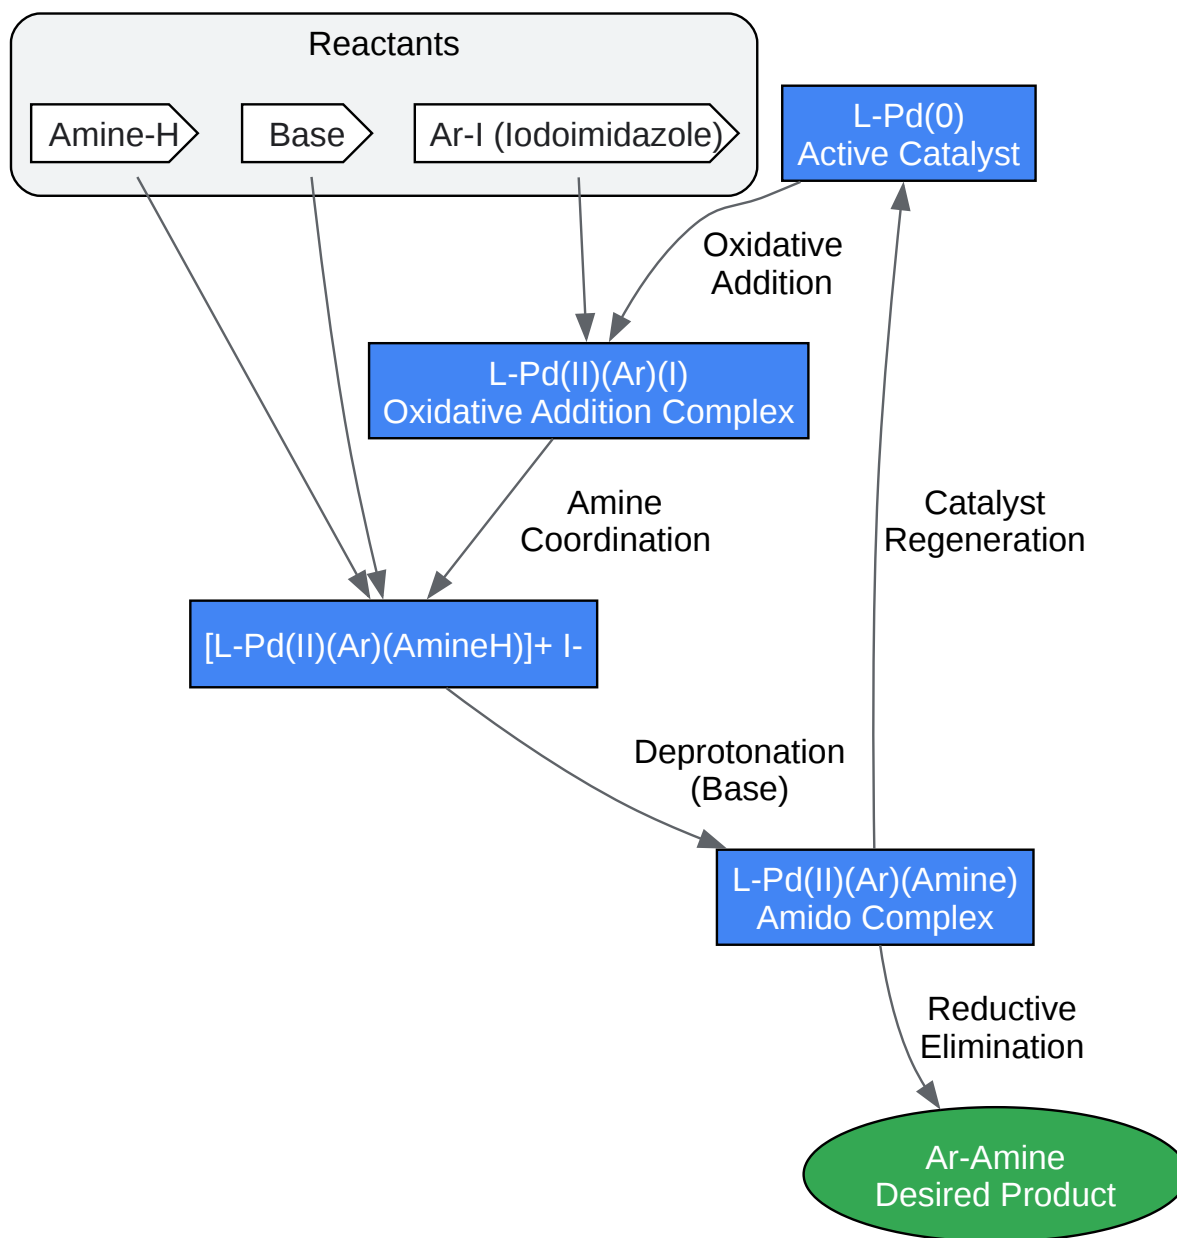 Reactants
Amine-H
Base
Ar-I (Iodoimidazole)
L-Pd(0)
Active Catalyst
Oxidative
Addition
L-Pd(II)(Ar)(I)
Oxidative Addition Complex
Amine
Coordination
Catalyst
Regeneration
[L-Pd(II)(Ar)(AmineH)]+ I-
Deprotonation
(Base)
L-Pd(II)(Ar)(Amine)
Amido Complex
Reductive
Elimination
Ar-Amine
Desired Product